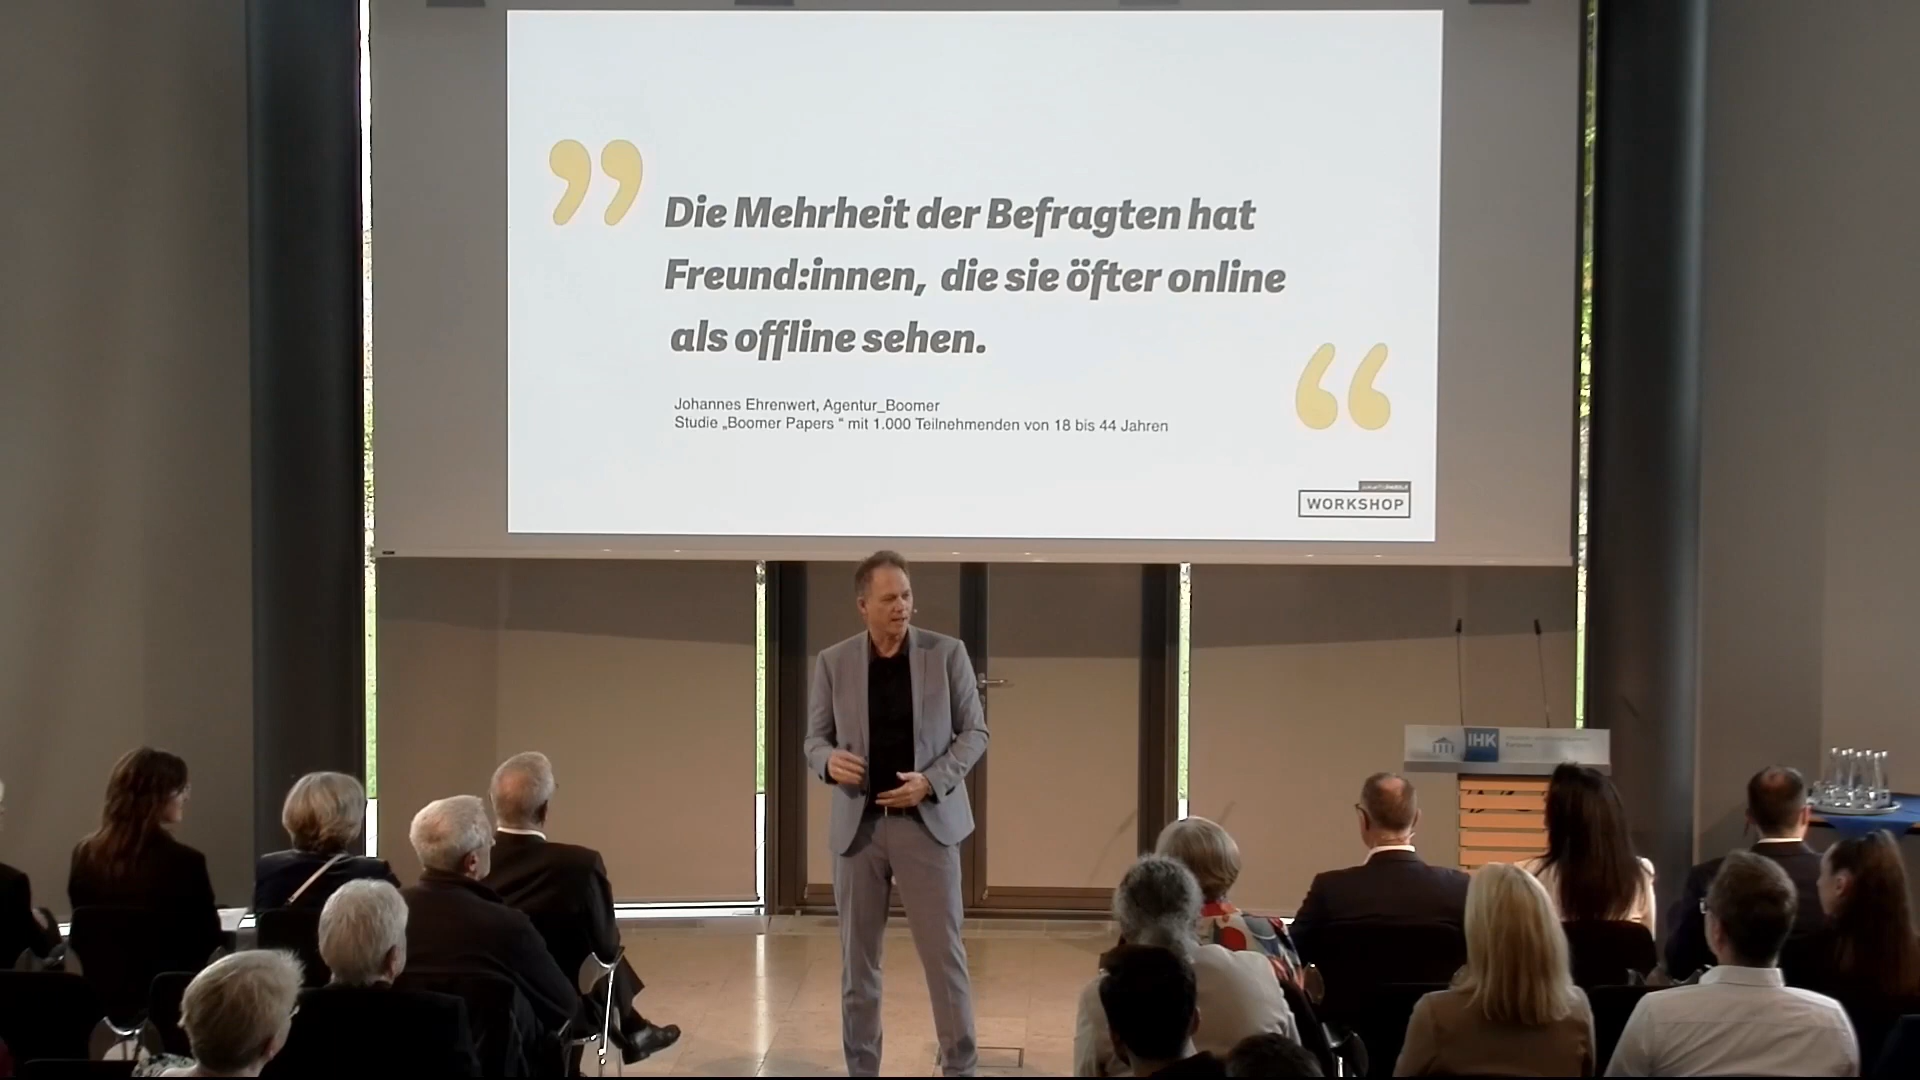 ”
Die Mehrheit der Befragten hat
Freund:innen, die sie öfter online
als offline sehen.
“
Johannes Ehrenwert, Agentur_Boomer
Studie „Boomer Papers “ mit 1.000 Teilnehmenden von 18 bis 44 Jahren
WORKSHOP
IHK